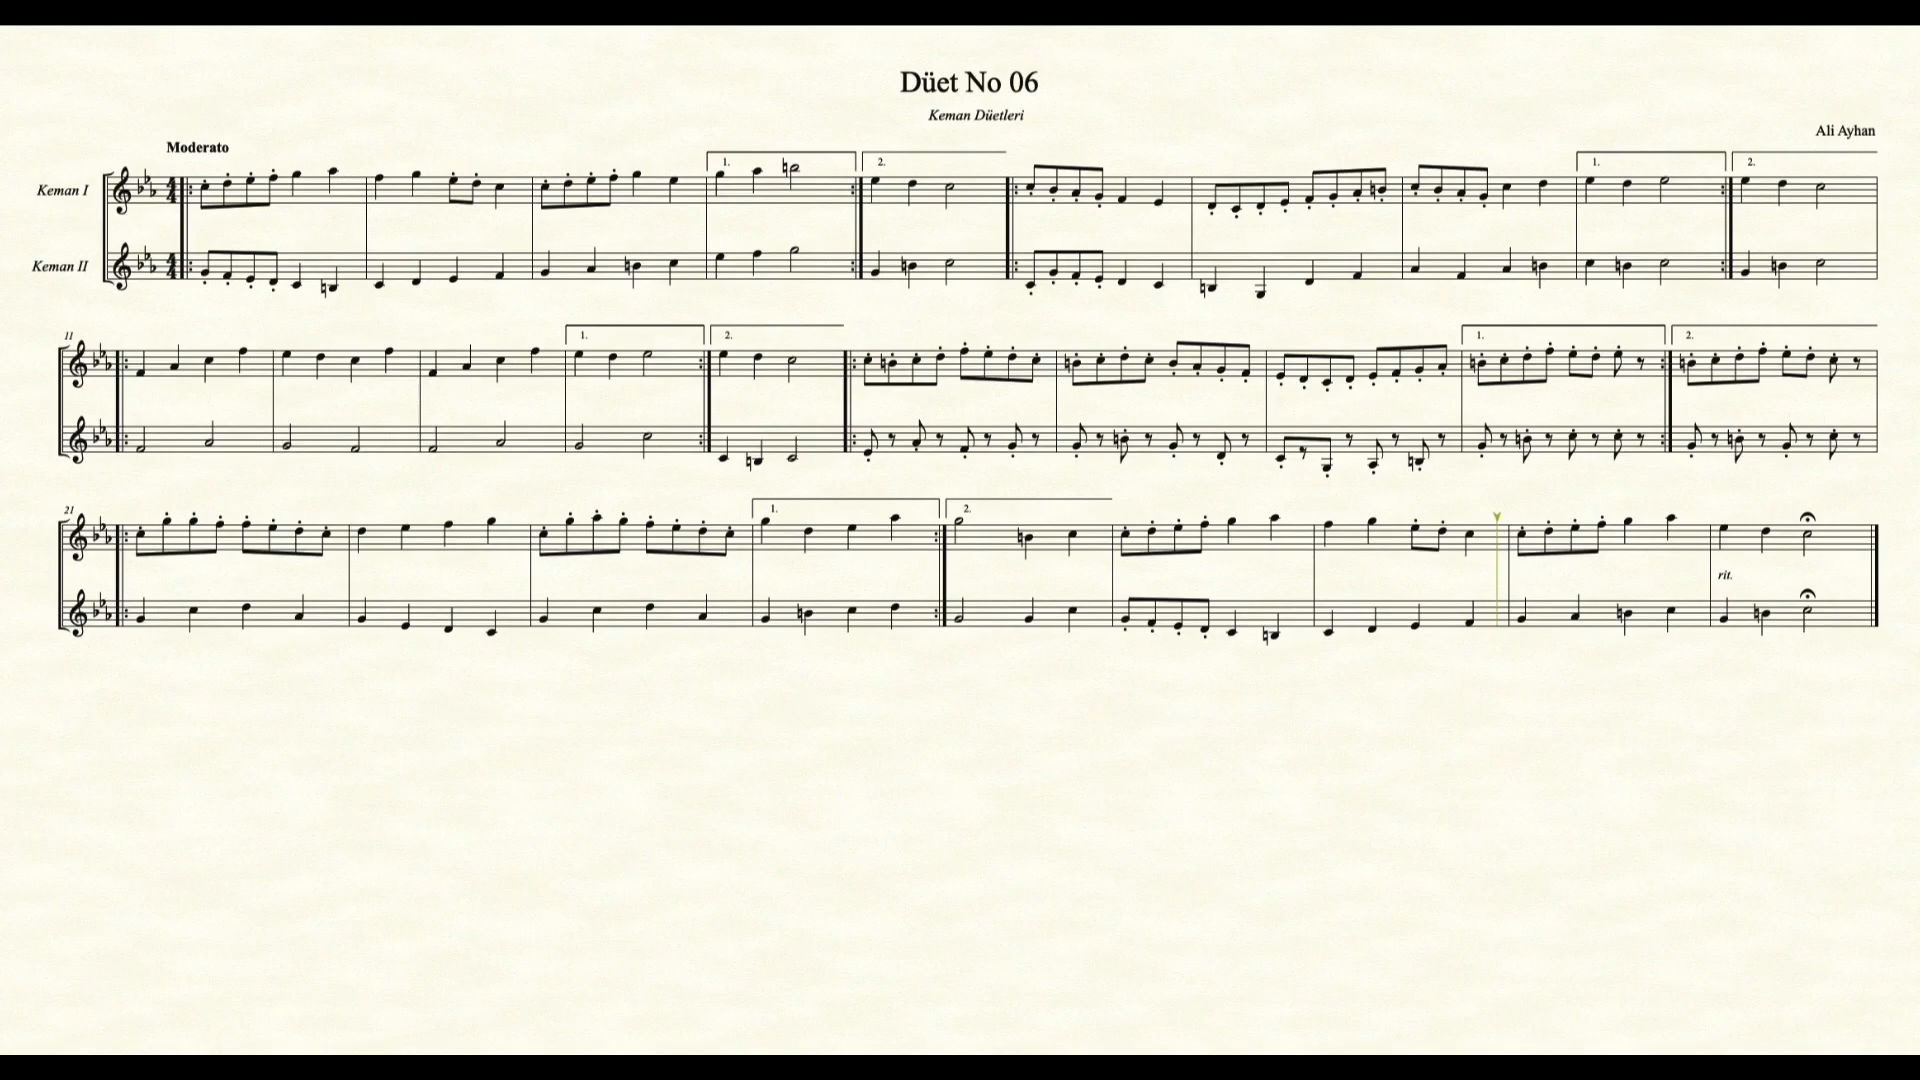 Düet No 06
Keman Düetleri
Ali Ayhan
Moderato
1. 2. 1. 2.
Keman I
Keman II
11
1. 2. 1. 2.
21
1. 2.
rit.